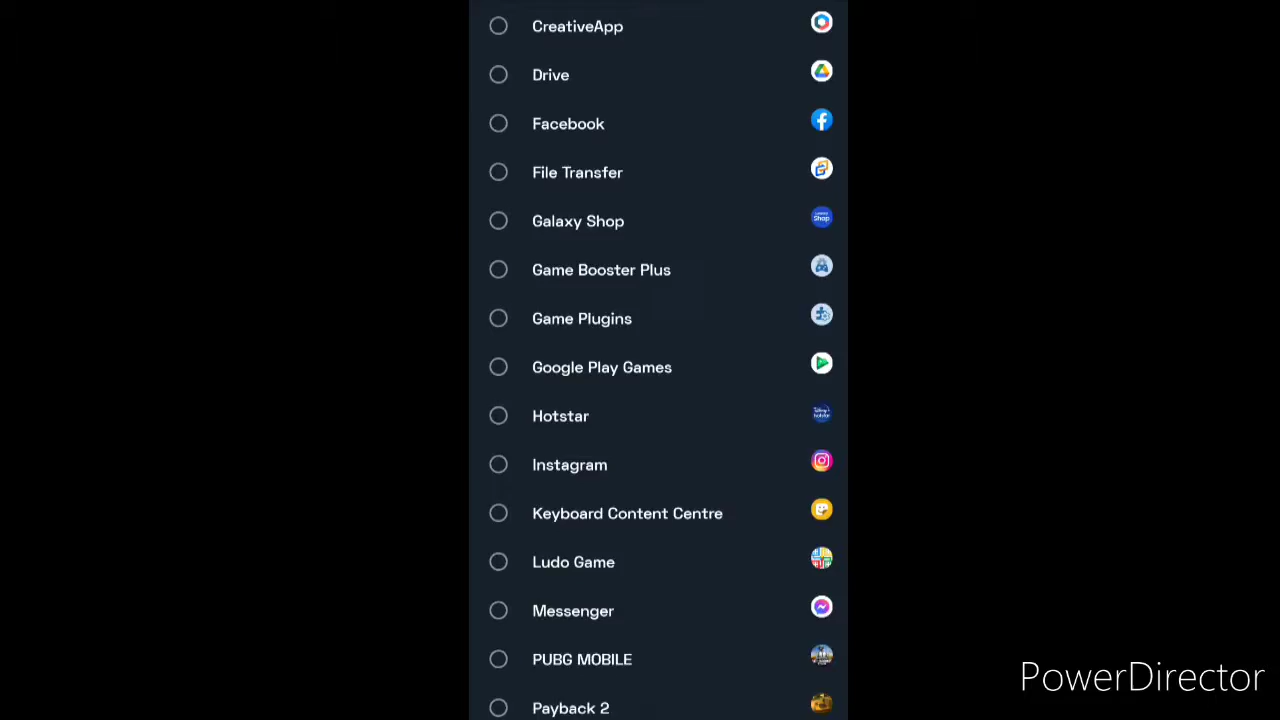 CreativeApp
Drive
Facebook
File Transfer
Galaxy Shop
Shop
Game Booster Plus
Game Plugins
Google Play Games
Hotstar
Instagram
Keyboard Content Centre
Ludo Game
Messenger
PUBG MOBILE
Payback 2
PowerDirector